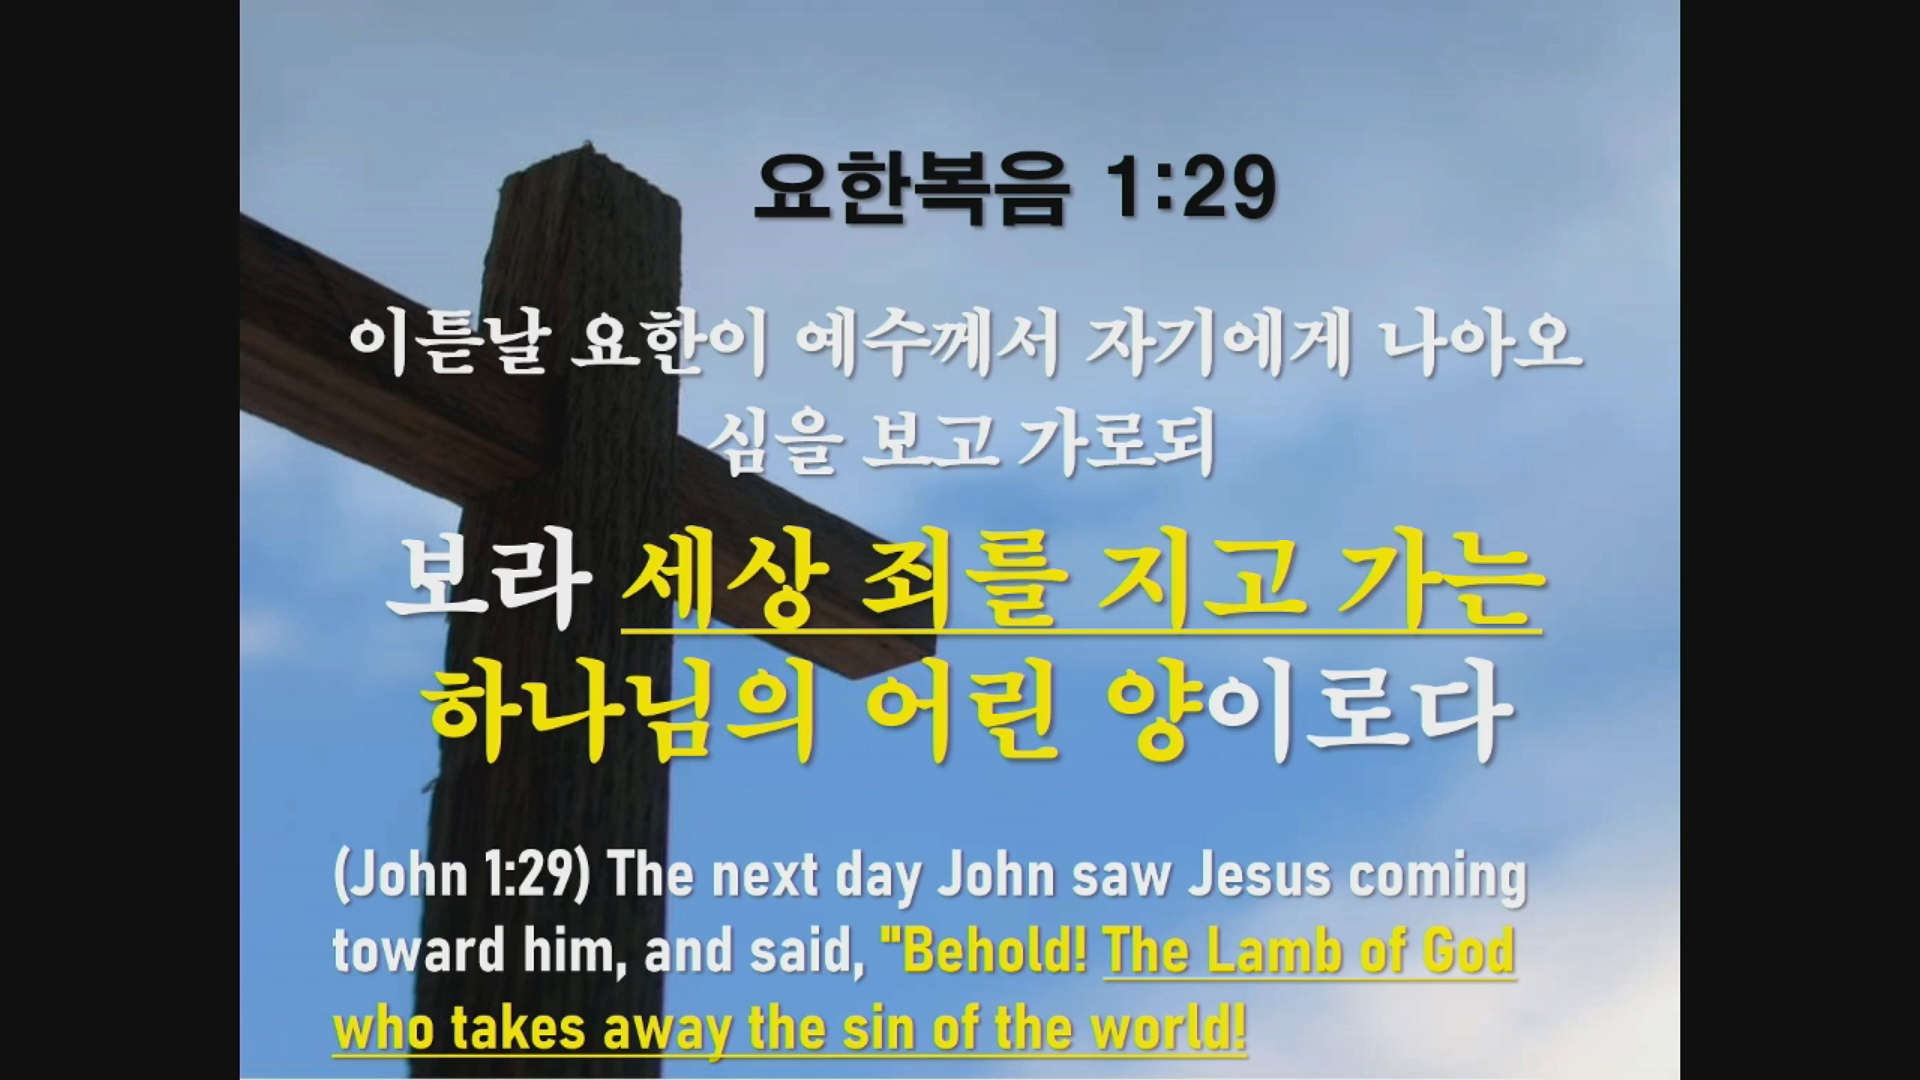 요한복음 1:29
이튿날 요한이 예수께서 자기에게 나아오
심을 보고 가로되
보라 세상 죄를 지고 가는
하나님의 어린 양이로다
(John 1:29) The next day John saw Jesus coming
toward him, and said, "Behold! The Lamb of God
who takes away the sin of the world!